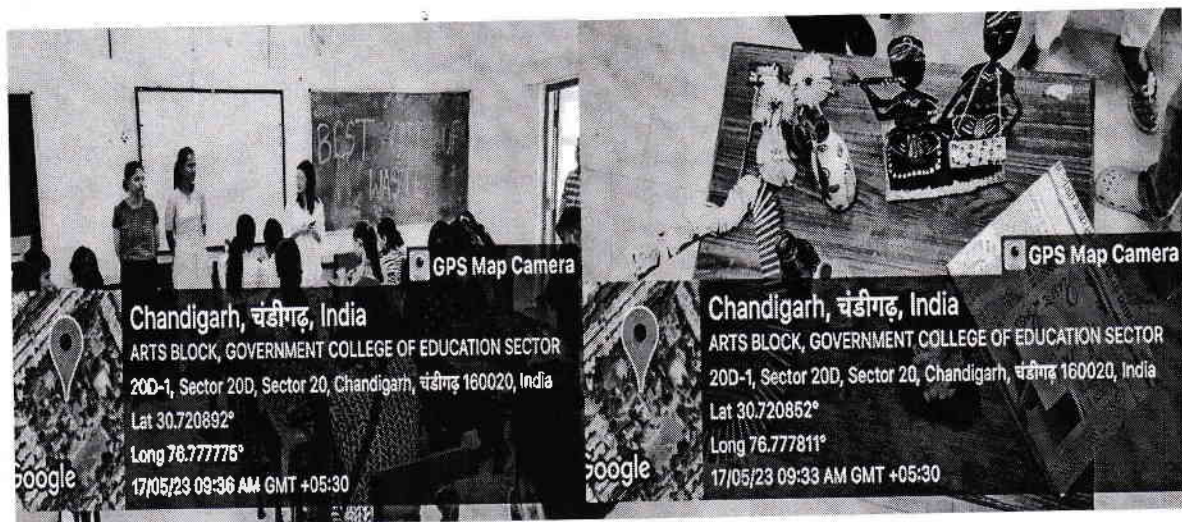 BEST OUT OF
WASTE
GPS Map Camera
Chandigarh, चंडीगढ़, India
ARTS BLOCK, GOVERNMENT COLLEGE OF EDUCATION SECTOR
20D-1, Sector 20D, Sector 20, Chandigarh, चंडीगढ़ 160020, India
Lat 30.720892°
Long 76.777775°
17/05/23 09:36 AM GMT +05:30
Google
GPS Map Camera
Chandigarh, चंडीगढ़, India
ARTS BLOCK, GOVERNMENT COLLEGE OF EDUCATION SECTOR
20D-1, Sector 20D, Sector 20, Chandigarh, चंडीगढ़ 160020, India
Lat 30.720852°
Long 76.777811°
17/05/23 09:33 AM GMT +05:30
Google